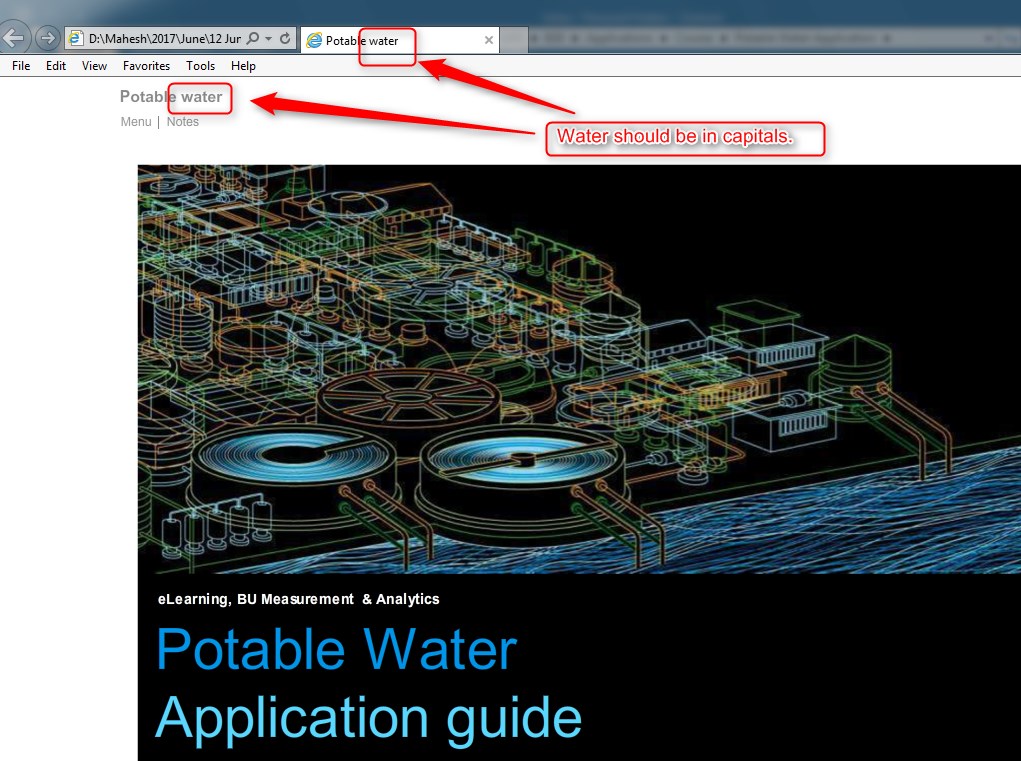 D:\Mahesh\2017\June\12 Jur
Potable water
File Edit View Favorites Tools Help
Potable water
Menu | Notes
Water should be in capitals.
eLearning, BU Measurement & Analytics
Potable Water
Application guide